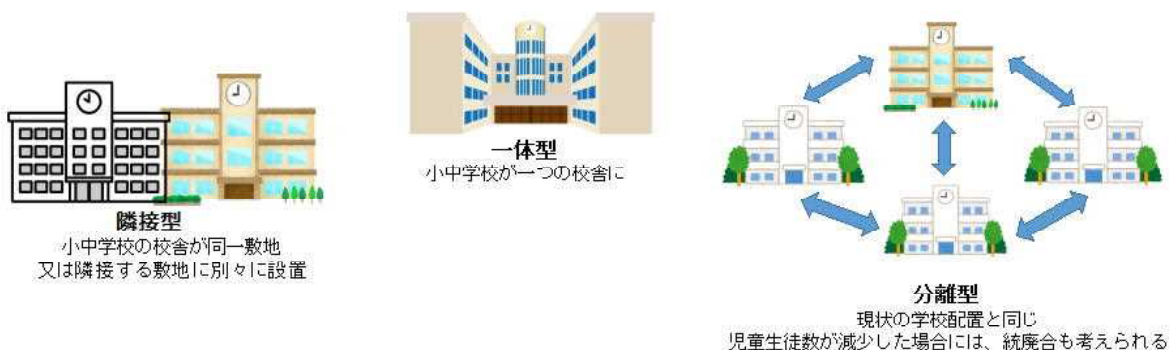 隣接型
小中学校の校舎が同一敷地
又は隣接する敷地に別々に設置
一体型
小中学校が一つの校舎に
分離型
現状の学校配置と同じ
児童生徒数が減少した場合には、統廃合も考えられる